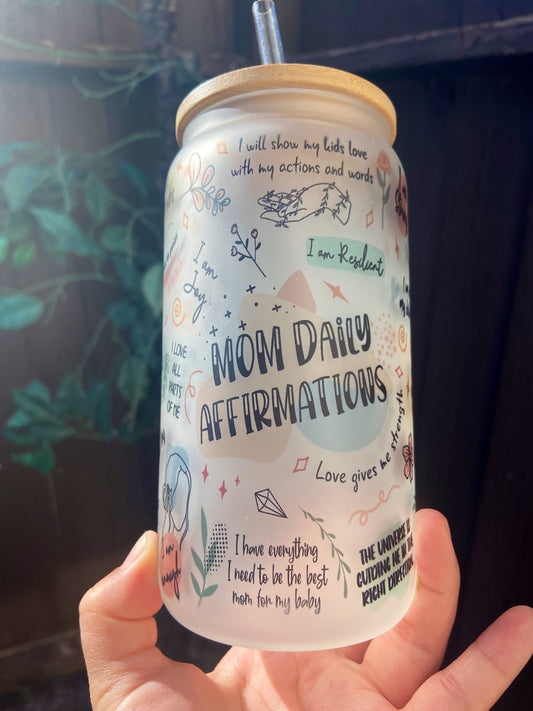 I will show my kids love
with my actions and words
I am Resilient
I am
Joy
MOM DAILY
AFFIRMATIONS
I LOVE
ALL
PARTS
OF ME
Love gives me strength
I have everything
I need to be the best
mom for my baby
THE UNIVERSE IS
GUIDING ME IN THE
RIGHT DIRECTION
I am